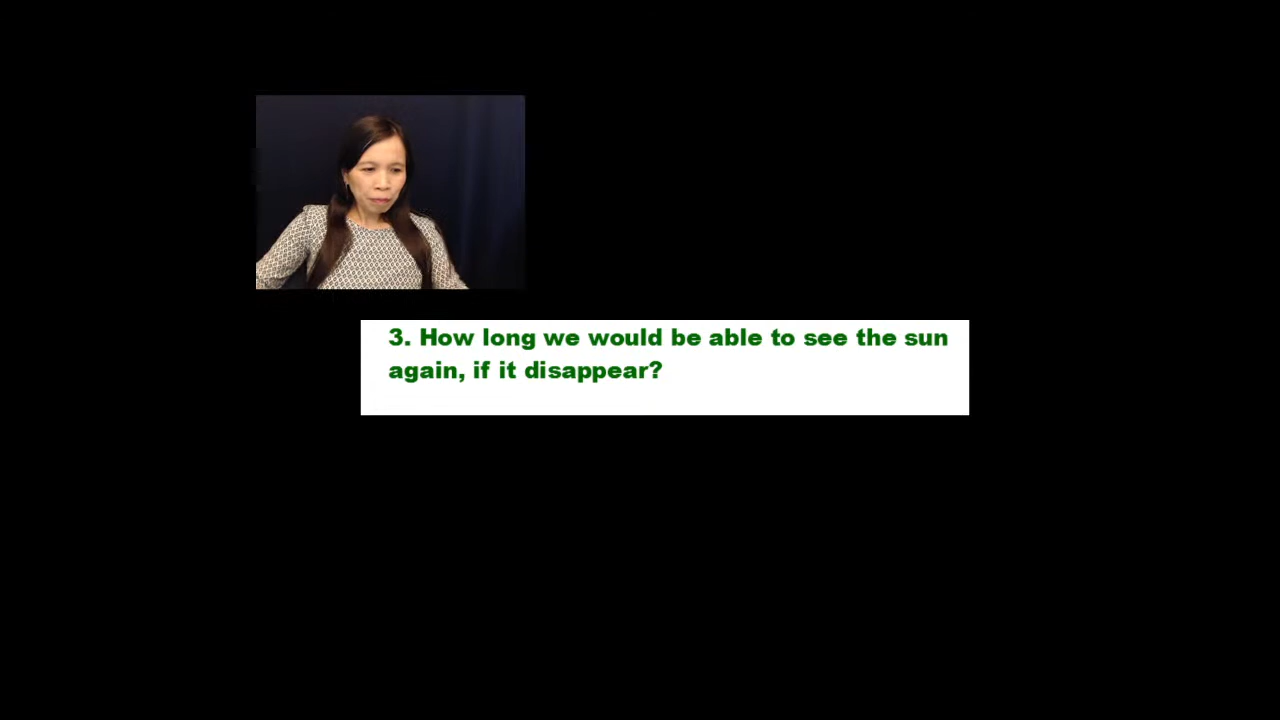 3. How long we would be able to see the sun
again, if it disappear?